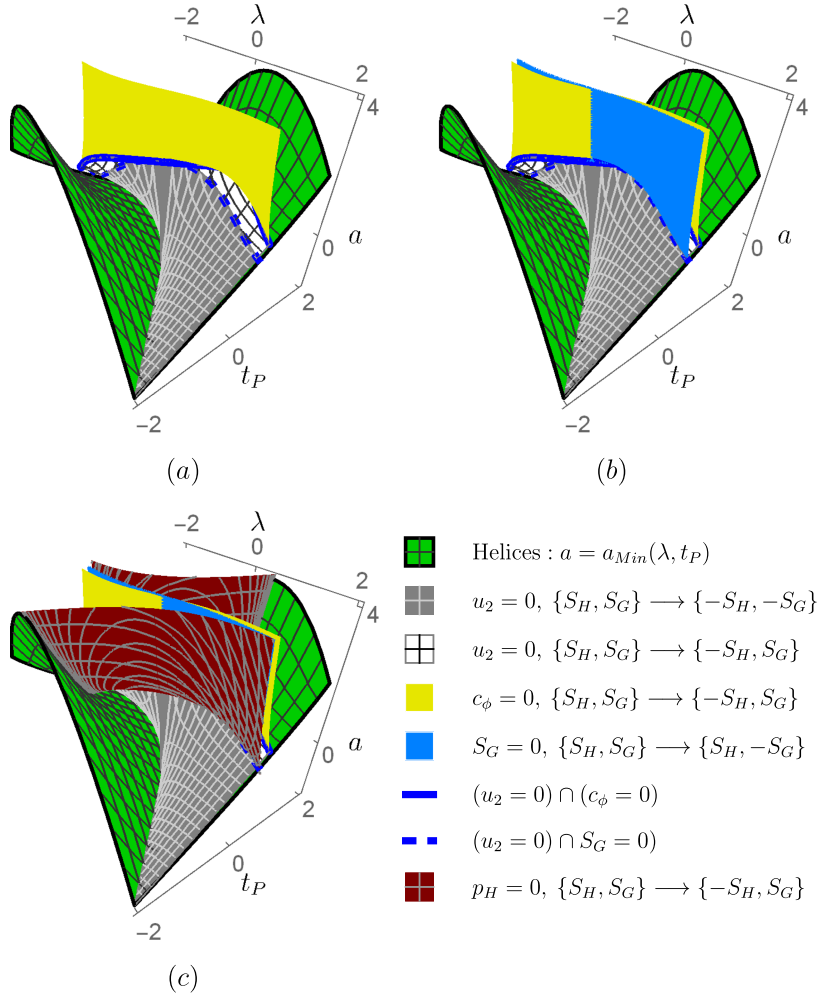 −2 λ
0
2
4
a
0
2
0
t_P
−2
(a)
−2 λ
0
2
4
a
0
2
0
t_P
−2
(b)
−2 λ
0
2
4
a
0
2
0
t_P
−2
(c)
Helices : a = a_{Min}(λ, t_P)
u_2 = 0, {S_H, S_G} ⟶ {−S_H, −S_G}
u_2 = 0, {S_H, S_G} ⟶ {−S_H, S_G}
c_ϕ = 0, {S_H, S_G} ⟶ {−S_H, S_G}
S_G = 0, {S_H, S_G} ⟶ {S_H, −S_G}
(u_2 = 0) ∩ (c_ϕ = 0)
(u_2 = 0) ∩ S_G = 0)
p_H = 0, {S_H, S_G} ⟶ {−S_H, S_G}